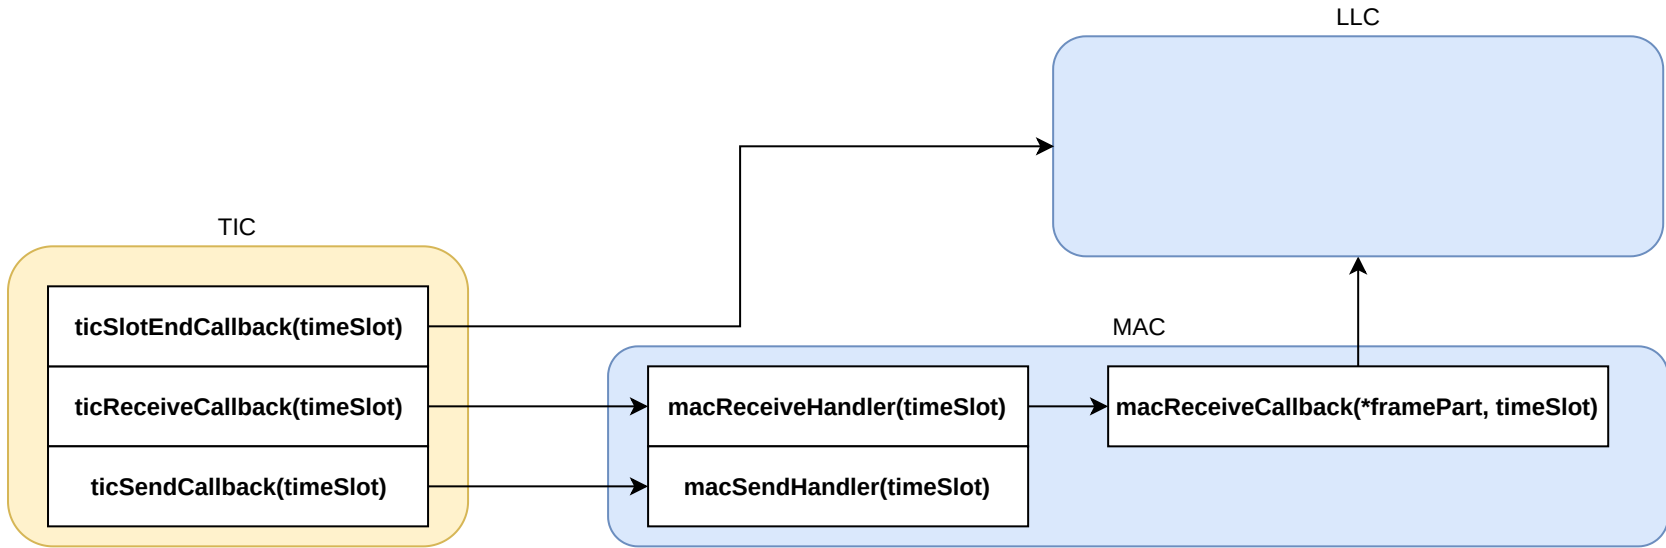 LLC
TIC
ticSlotEndCallback(timeSlot)
MAC
ticReceiveCallback(timeSlot)
macReceiveHandler(timeSlot)
macReceiveCallback(*framePart, timeSlot)
ticSendCallback(timeSlot)
macSendHandler(timeSlot)